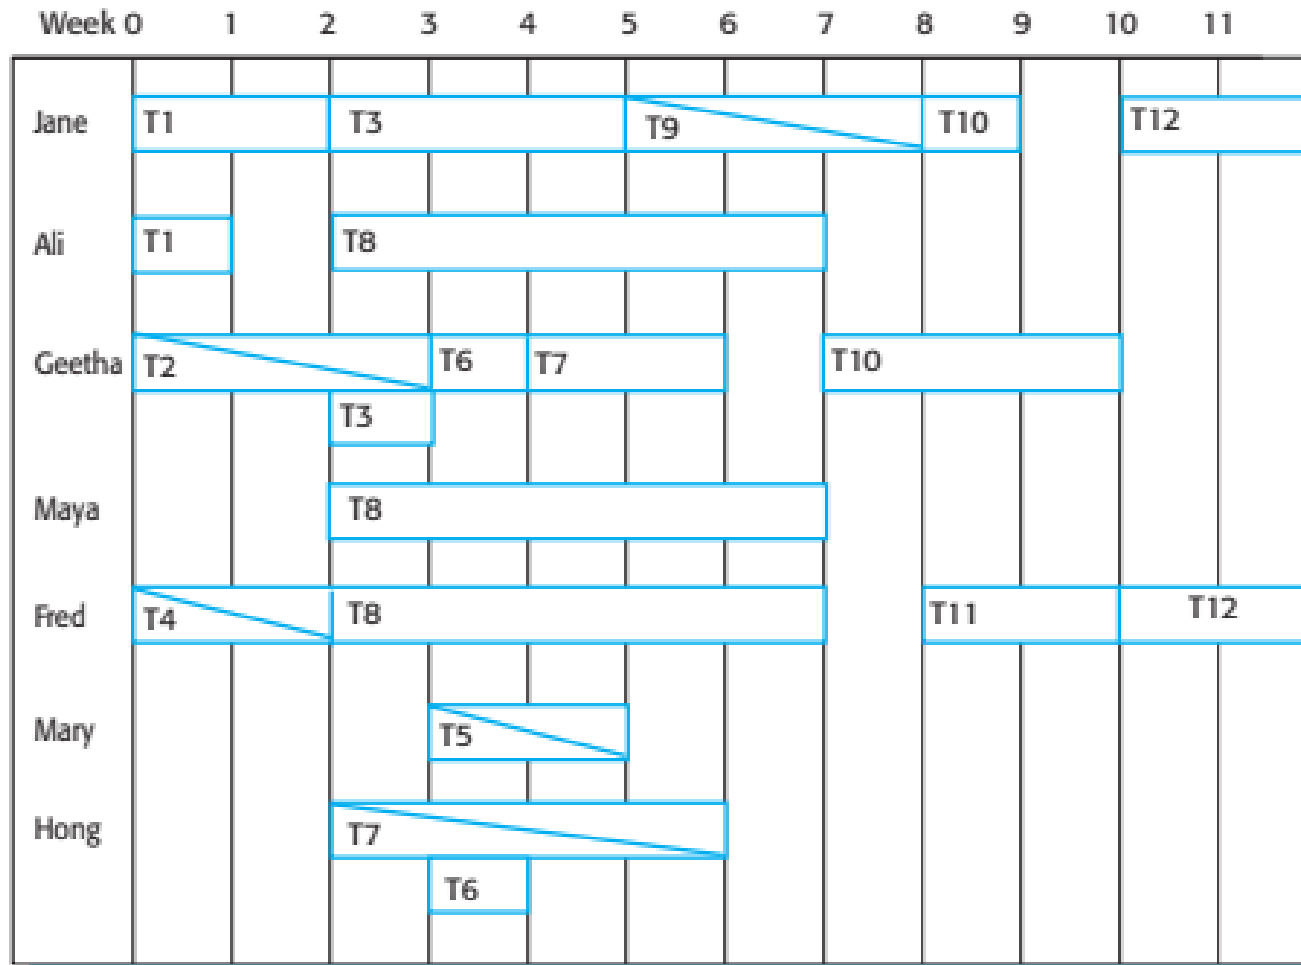 Week 0 1 2 3 4 5 6 7 8 9 10 11
Jane T1 T3 T9 T10 T12
Ali T1 T8
Geetha T2 T6 T7 T10
T3
Maya T8
Fred T4 T8 T11 T12
Mary T5
Hong T7
T6